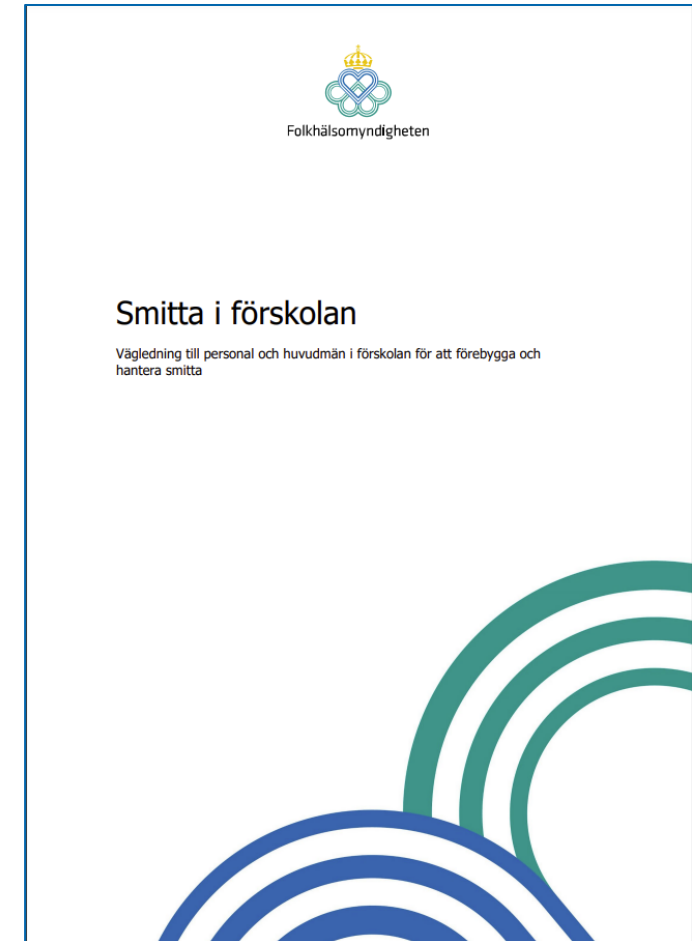 Folkhälsomyndigheten
Smitta i förskolan
Vägledning till personal och huvudmän i förskolan för att förebygga och
hantera smitta